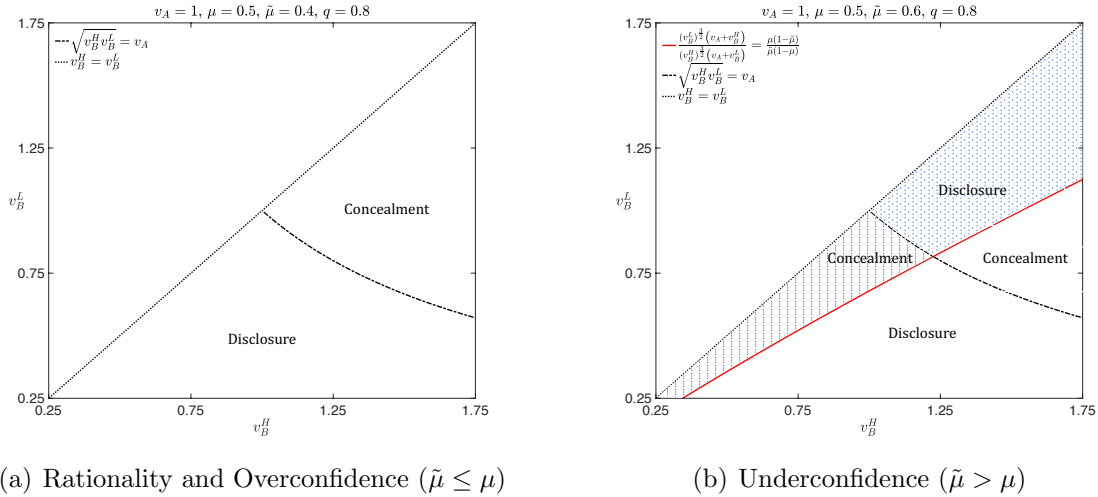 v_A = 1, μ = 0.5, μ̃ = 0.4, q = 0.8
1.75
√(v_B^H v_B^L) = v_A
v_B^H = v_B^L
1.25
v_B^L
Concealment
0.75
Disclosure
0.25
0.25 0.75 1.25 1.75
v_B^H
(a) Rationality and Overconfidence (μ̃ ≤ μ)
v_A = 1, μ = 0.5, μ̃ = 0.6, q = 0.8
1.75
(v_B^L)^{3/2}(v_A+v_B^H) / (v_B^H)^{3/2}(v_A+v_B^L) = μ(1-μ̃) / μ̃(1-μ)
√(v_B^H v_B^L) = v_A
v_B^H = v_B^L
1.25
v_B^L
Disclosure
Concealment Concealment
0.75
Disclosure
0.25
0.25 0.75 1.25 1.75
v_B^H
(b) Underconfidence (μ̃ > μ)